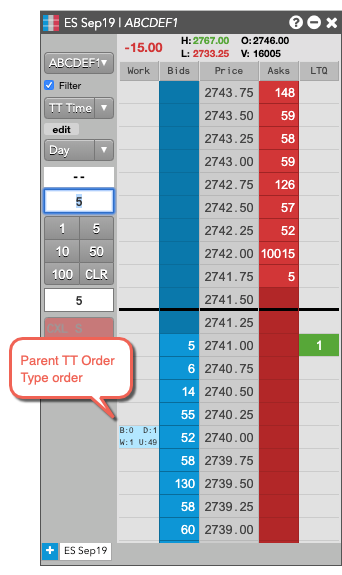 ES Sep19 | ABCDEF1
-15.00 H:2767.00 O:2746.00
L: 2733.25 V: 16005
ABCDEF1
Filter
TT Time
edit
Day
- -
5
1 5
10 50
100 CLR
5
CXL 5
Work Bids Price Asks LTQ
2743.75 148
2743.50 59
2743.25 58
2743.00 59
2742.75 126
2742.50 57
2742.25 52
2742.00 10015
2741.75 5
2741.50
2741.25
5 2741.00 1
6 2740.75
14 2740.50
55 2740.25
B:0 D:1
W:1 U:49
52 2740.00
58 2739.75
130 2739.50
58 2739.25
60 2739.00
Parent TT Order
Type order
+ ES Sep19